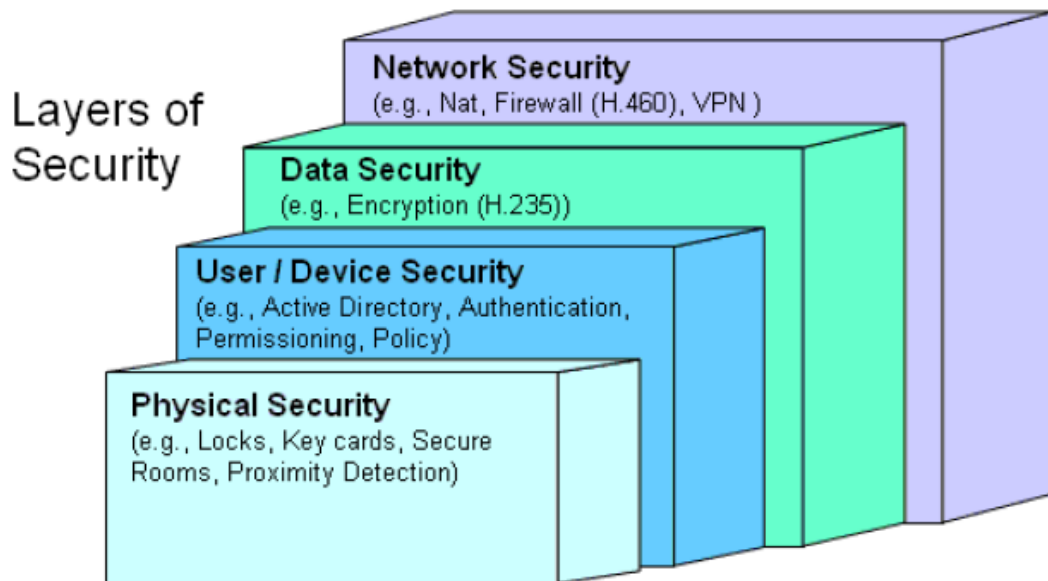 Layers of
Security
Network Security
(e.g., Nat, Firewall (H.460), VPN )
Data Security
(e.g., Encryption (H.235))
User / Device Security
(e.g., Active Directory, Authentication,
Permissioning, Policy)
Physical Security
(e.g., Locks, Key cards, Secure
Rooms, Proximity Detection)